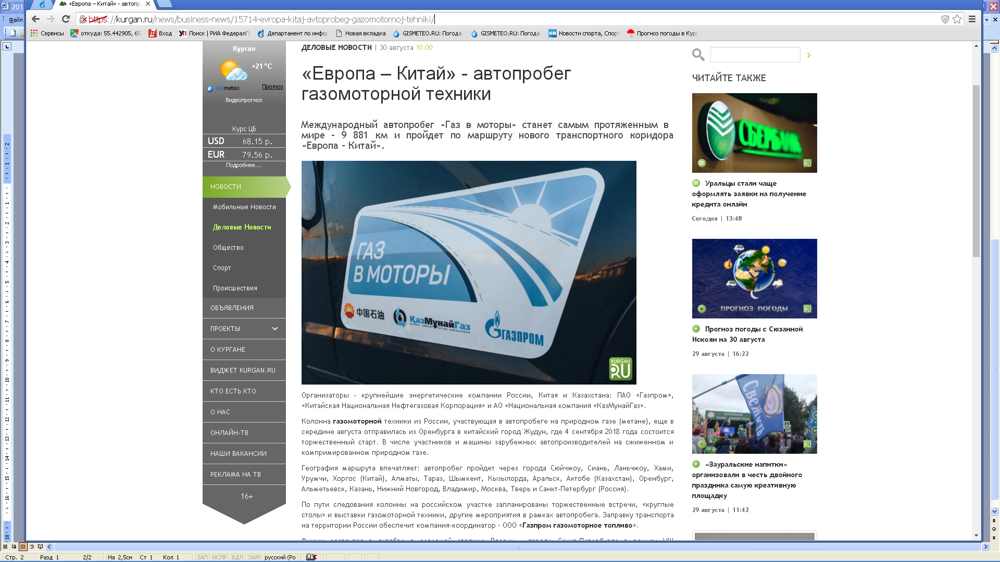 201
«Европа – Китай» - автопр
Файл
https://kurgan.ru/news/business-news/15714-evropa-kitaj-avtoprobeg-gazomotornoj-tehniki/
Сервисы
откуда: 55.442905, 65
Вход
Поиск | РИА ФедералП
Департамент по инфор
Новая вкладка
GISMETEO.RU: Погода
GISMETEO.RU: Погода
Новости спорта, Спорт
Прогноз погоды в Кург
Курган
+21 °C
Gismeteo
Прогноз
Видеопрогноз
Курс ЦБ
USD 68.15 р.
EUR 79.56 р.
Подробнее...
НОВОСТИ
Мобильные Новости
Деловые Новости
Общество
Спорт
Происшествия
ОБЪЯВЛЕНИЯ
ПРОЕКТЫ
О КУРГАНЕ
ВИДЖЕТ KURGAN.RU
КТО ЕСТЬ КТО
О НАС
ОНЛАЙН-ТВ
НАШИ ВАКАНСИИ
РЕКЛАМА НА ТВ
16+
ДЕЛОВЫЕ НОВОСТИ | 30 августа 10:00
«Европа – Китай» - автопробег
газомоторной техники
Международный автопробег «Газ в моторы» станет самым протяженным в
мире - 9 881 км и пройдет по маршруту нового транспортного коридора
«Европа - Китай».
ГАЗ
В МОТОРЫ
中国石油
КазМунайГаз
ГАЗПРОМ
KURGAN
RU
Организаторы - крупнейшие энергетические компании России, Китая и Казахстана: ПАО «Газпром»,
«Китайская Национальная Нефтегазовая Корпорация» и АО «Национальная компания «КазМунайГаз».
Колонна газомоторной техники из России, участвующая в автопробеге на природном газе (метане), еще в
середине августа отправилась из Оренбурга в китайский город Жудун, где 4 сентября 2018 года состоится
торжественный старт. В числе участников и машины зарубежных автопроизводителей на сжиженном и
компримированном природном газе.
География маршрута впечатляет: автопробег пройдет через города Сюйчжоу, Сиань, Ланьчжоу, Хами,
Урумчи, Хоргос (Китай), Алматы, Тараз, Шымкент, Кызылорда, Аральск, Актобе (Казахстан), Оренбург,
Альметьевск, Казань, Нижний Новгород, Владимир, Москва, Тверь и Санкт-Петербург (Россия).
По пути следования колонны на российском участке запланированы торжественные встречи, «круглые
столы» и выставки газомоторной техники, другие мероприятия в рамках автопробега. Заправку транспорта
на территории России обеспечит компания-координатор - ООО «Газпром газомоторное топливо».
ЧИТАЙТЕ ТАКЖЕ
СБЕРБАНК
RU
Уральцы стали чаще
оформлять заявки на получение
кредита онлайн
Сегодня | 13:48
ПРОГНОЗ ПОГОДЫ
RU
Прогноз погоды с Сюзанной
Искоян на 30 августа
29 августа | 16:22
Свежесть
RU
«Зауральские напитки»
организовали в честь двойного
праздника самую креативную
площадку
29 августа | 11:42
Стр. 2 Разд 1 2/2 На 2,5см Ст 1 Кол 1 ЗАП ИСПР ВДЛ ЗАМ русский (Ро